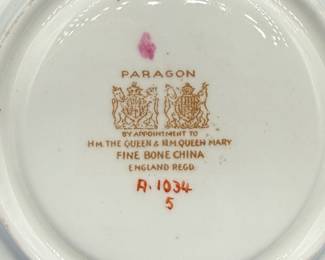 PARAGON
BY APPOINTMENT TO
H.M. THE QUEEN & H.M. QUEEN MARY
FINE BONE CHINA
ENGLAND REGD.
A.1034
5